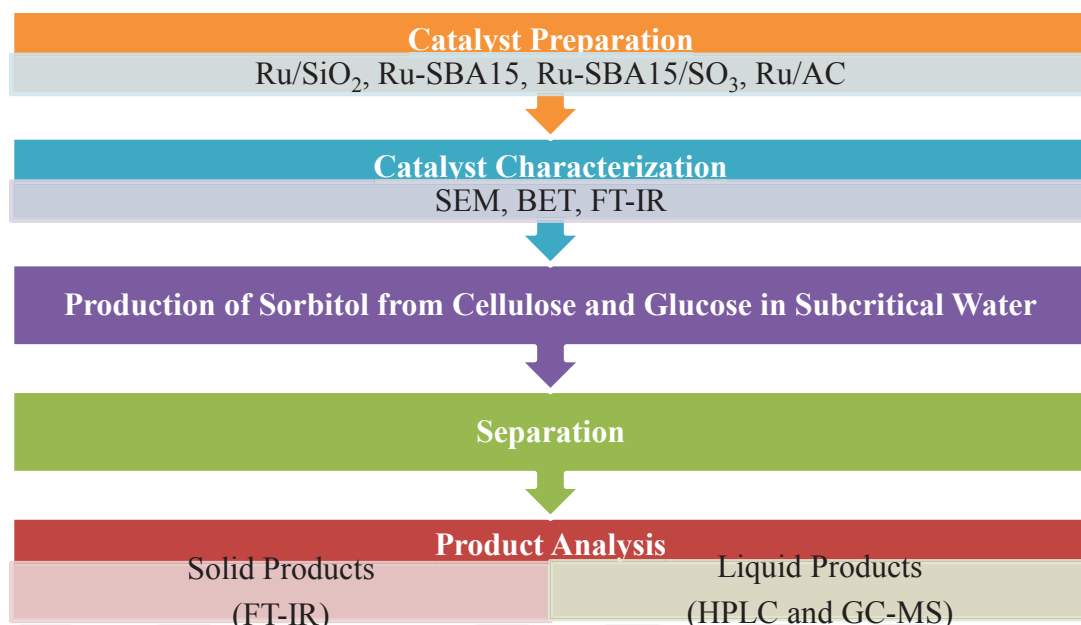 Catalyst Preparation
Ru/SiO₂, Ru-SBA15, Ru-SBA15/SO₃, Ru/AC
Catalyst Characterization
SEM, BET, FT-IR
Production of Sorbitol from Cellulose and Glucose in Subcritical Water
Separation
Product Analysis
Solid Products
(FT-IR)
Liquid Products
(HPLC and GC-MS)